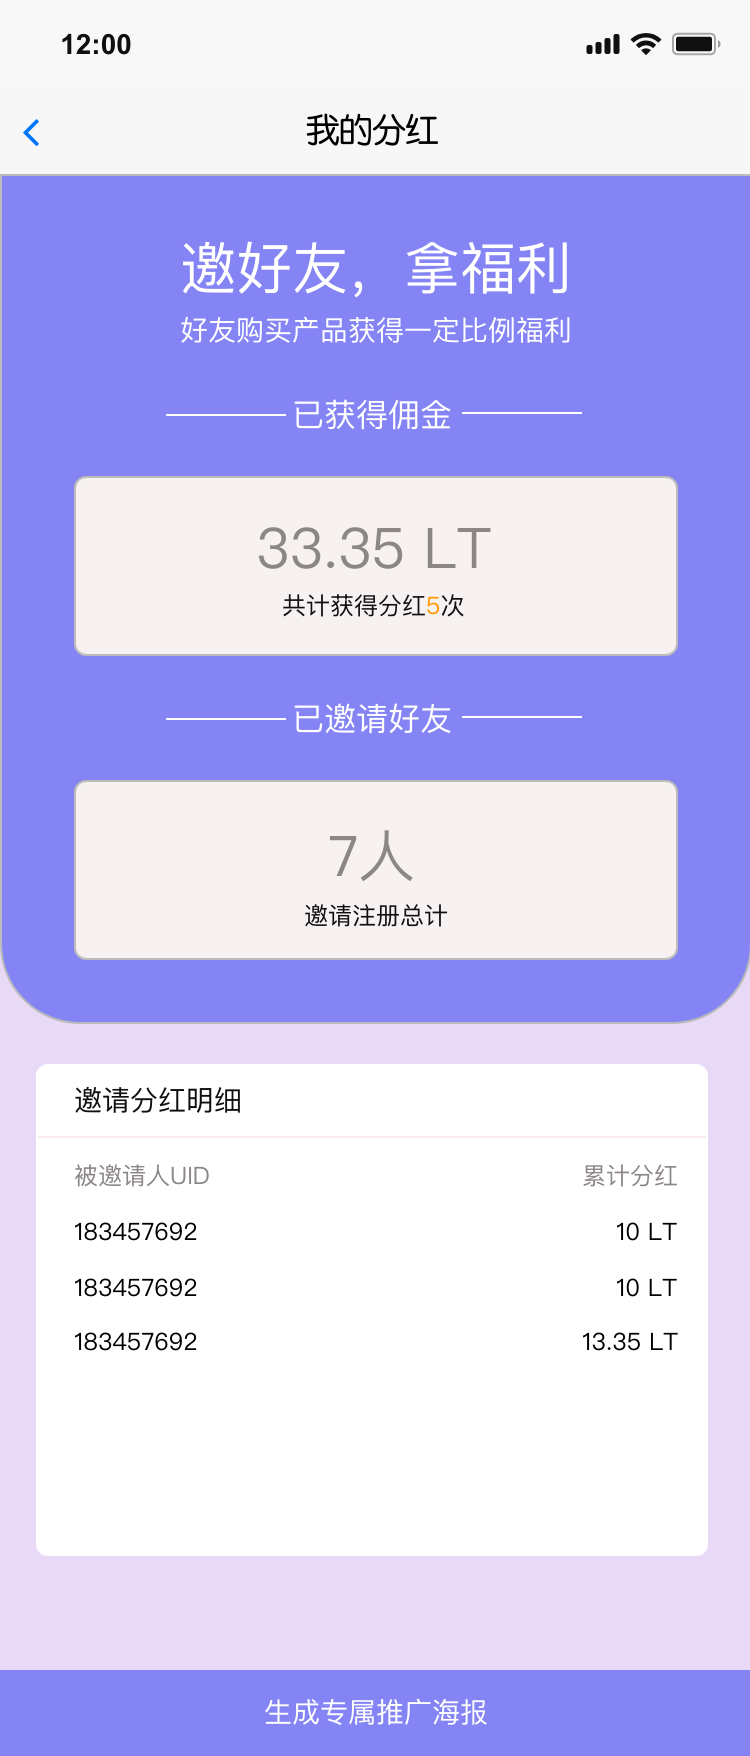 12:00
我的分红
邀好友，拿福利
好友购买产品获得一定比例福利
已获得佣金
33.35 LT
共计获得分红5次
已邀请好友
7人
邀请注册总计
邀请分红明细
被邀请人UID 累计分红
183457692 10 LT
183457692 10 LT
183457692 13.35 LT
生成专属推广海报